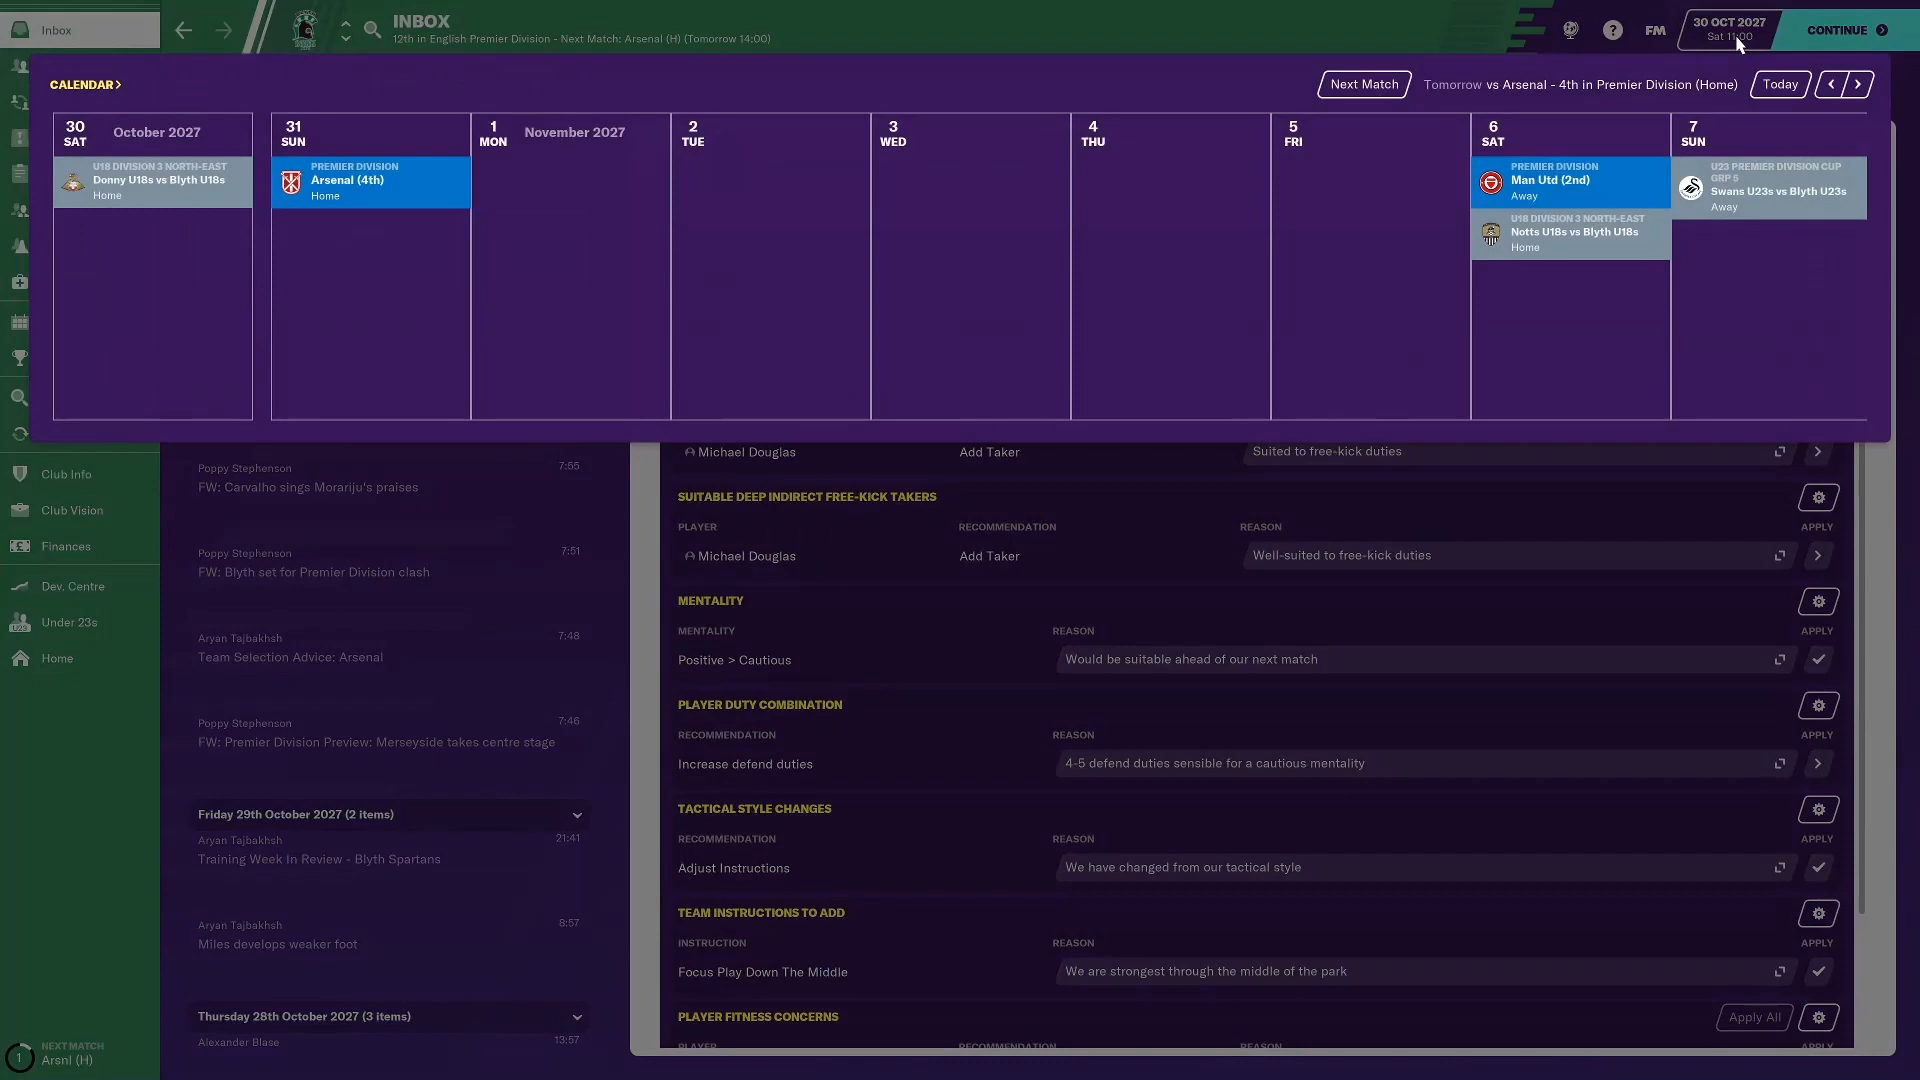 Inbox
INBOX
12th in English Premier Division - Next Match: Arsenal (H) (Tomorrow 14:00)
?
FM
30 OCT 2027
Sat 11:00
CONTINUE
CALENDAR>
Next Match
Tomorrow vs Arsenal - 4th in Premier Division (Home)
Today
30 SAT October 2027
31 SUN
1 MON November 2027
2 TUE
3 WED
4 THU
5 FRI
6 SAT
7 SUN
U18 DIVISION 3 NORTH-EAST
Donny U18s vs Blyth U18s
Home
PREMIER DIVISION
Arsenal (4th)
Home
PREMIER DIVISION
Man Utd (2nd)
Away
U18 DIVISION 3 NORTH-EAST
Notts U18s vs Blyth U18s
Home
U23 PREMIER DIVISION CUP
GRP 5
Swans U23s vs Blyth U23s
Away
Club Info
Club Vision
Finances
Dev. Centre
U23
Under 23s
Home
1
NEXT MATCH
Arsnl (H)
Poppy Stephenson 7:55
FW: Carvalho sings Morariju's praises
Poppy Stephenson 7:51
FW: Blyth set for Premier Division clash
Aryan Tajbakhsh 7:48
Team Selection Advice: Arsenal
Poppy Stephenson 7:46
FW: Premier Division Preview: Merseyside takes centre stage
Friday 29th October 2027 (2 items)
Aryan Tajbakhsh 21:41
Training Week In Review - Blyth Spartans
Aryan Tajbakhsh 8:57
Miles develops weaker foot
Thursday 28th October 2027 (3 items)
Alexander Blase 13:57
Michael Douglas Add Taker Suited to free-kick duties
SUITABLE DEEP INDIRECT FREE-KICK TAKERS
PLAYER RECOMMENDATION REASON APPLY
Michael Douglas Add Taker Well-suited to free-kick duties
MENTALITY
MENTALITY REASON APPLY
Positive > Cautious Would be suitable ahead of our next match
PLAYER DUTY COMBINATION
RECOMMENDATION REASON APPLY
Increase defend duties 4-5 defend duties sensible for a cautious mentality
TACTICAL STYLE CHANGES
RECOMMENDATION REASON APPLY
Adjust Instructions We have changed from our tactical style
TEAM INSTRUCTIONS TO ADD
INSTRUCTION REASON APPLY
Focus Play Down The Middle We are strongest through the middle of the park
PLAYER FITNESS CONCERNS Apply All
PLAYER RECOMMENDATION REASON APPLY